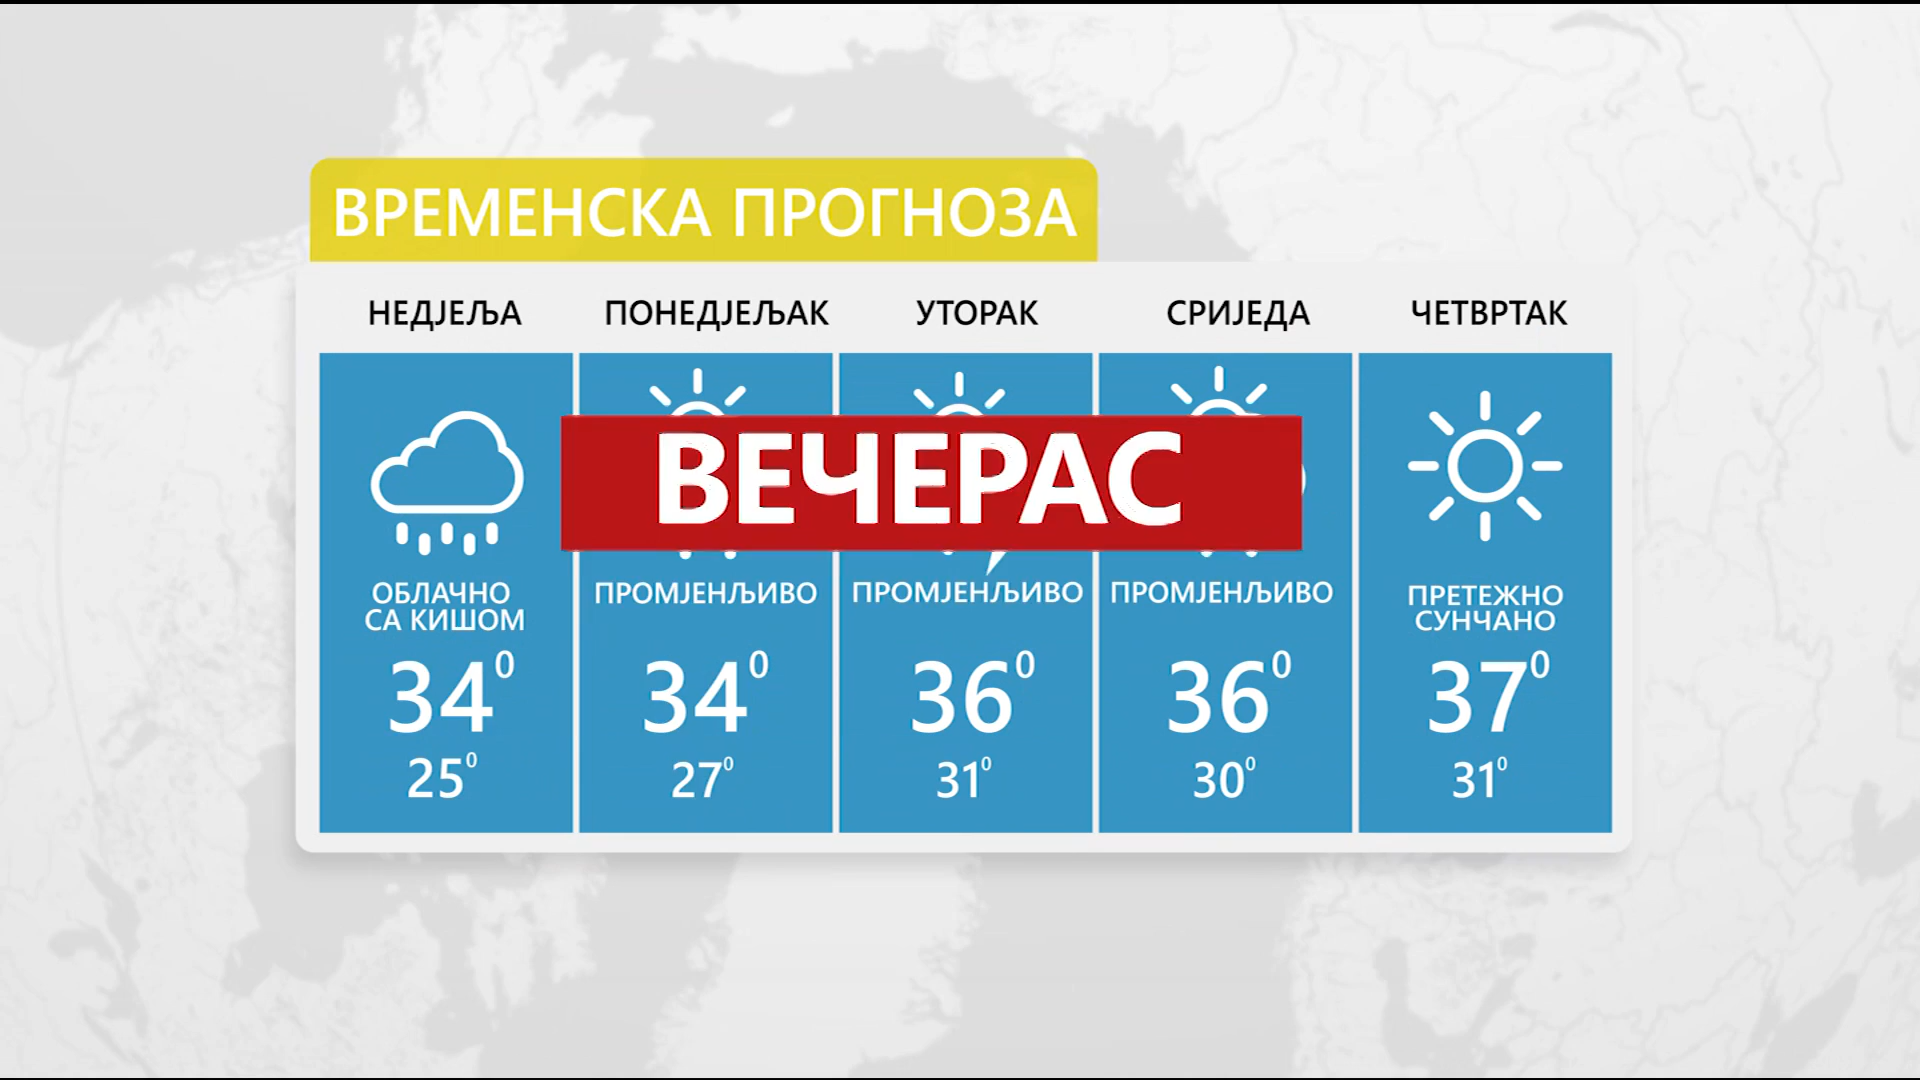 ВРЕМЕНСКА ПРОГНОЗА
НЕДЈЕЉА ПОНЕДЈЕЉАК УТОРАК СРИЈЕДА ЧЕТВРТАК
ВЕЧЕРАС
ОБЛАЧНО
СА КИШОМ
ПРОМЈЕНЉИВО
ПРОМЈЕНЉИВО
ПРОМЈЕНЉИВО
ПРЕТЕЖНО
СУНЧАНО
34⁰ 34⁰ 36⁰ 36⁰ 37⁰
25⁰ 27⁰ 31⁰ 30⁰ 31⁰